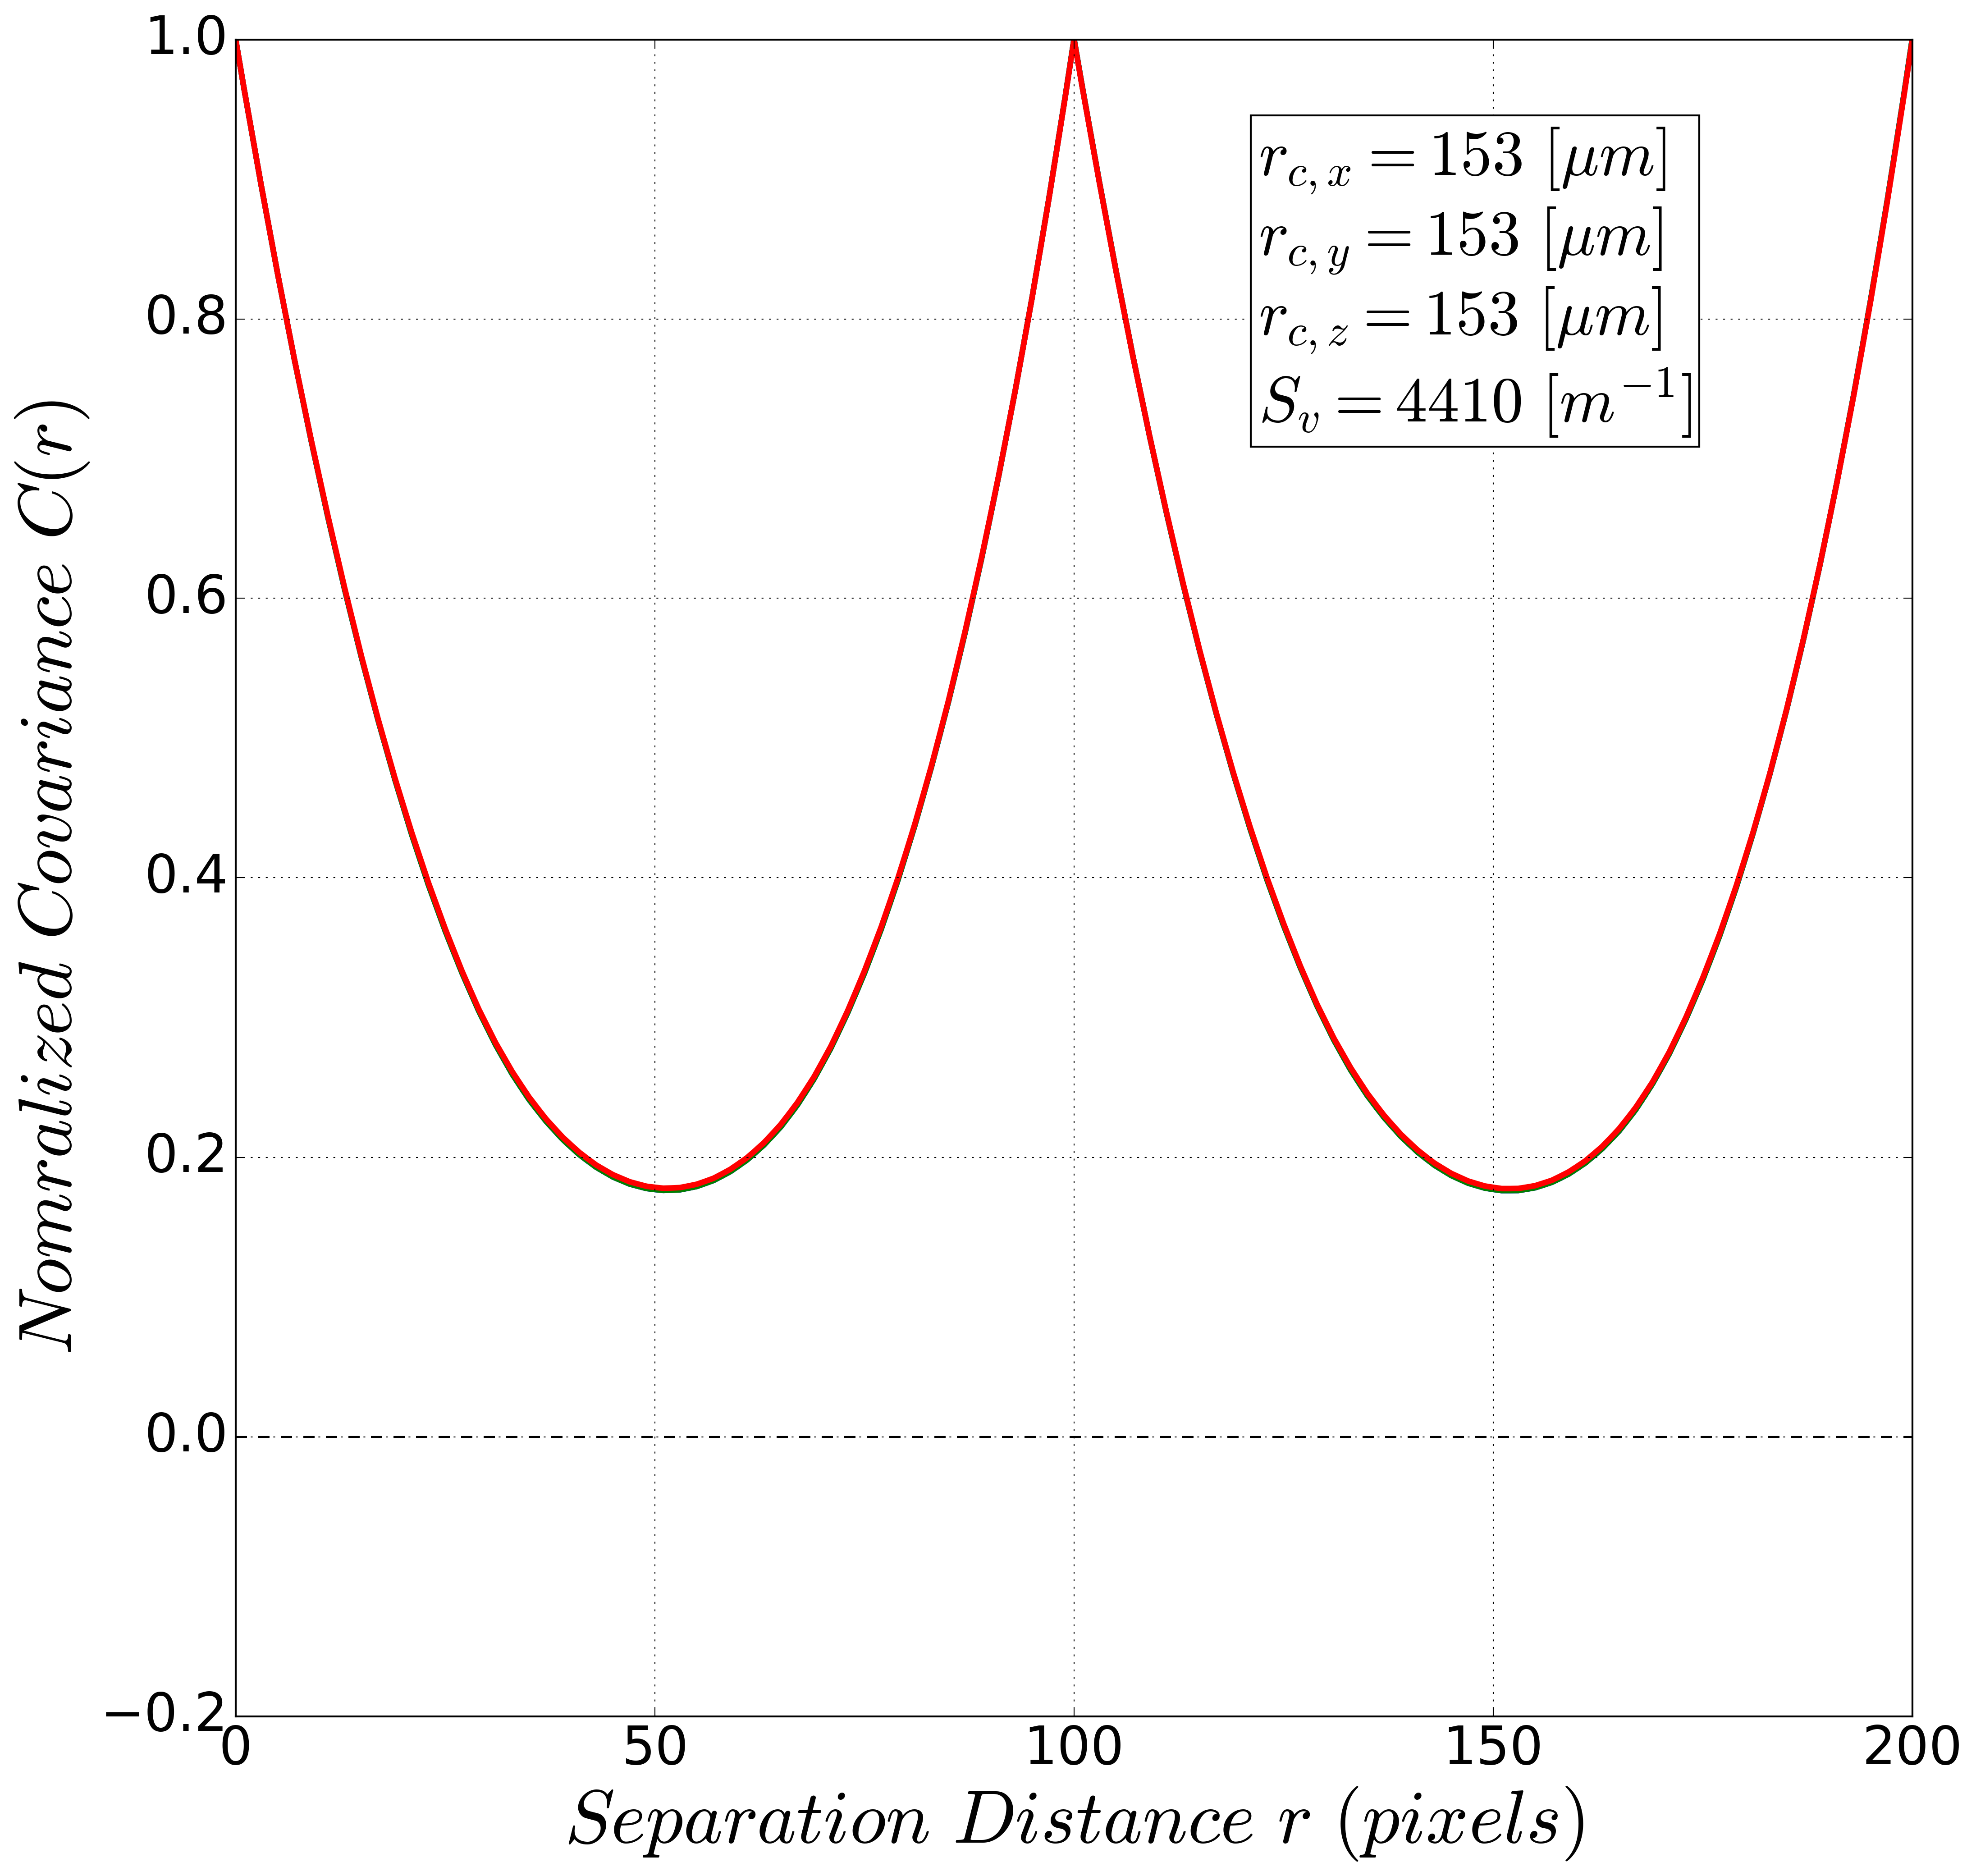 1.0
0.8
0.6
0.4
0.2
0.0
−0.2
0
50
100
150
200
Nomralized Covariance C(r)
Separation Distance r (pixels)
r_{c,x} = 153 [μm]
r_{c,y} = 153 [μm]
r_{c,z} = 153 [μm]
S_v = 4410 [m^{-1}]